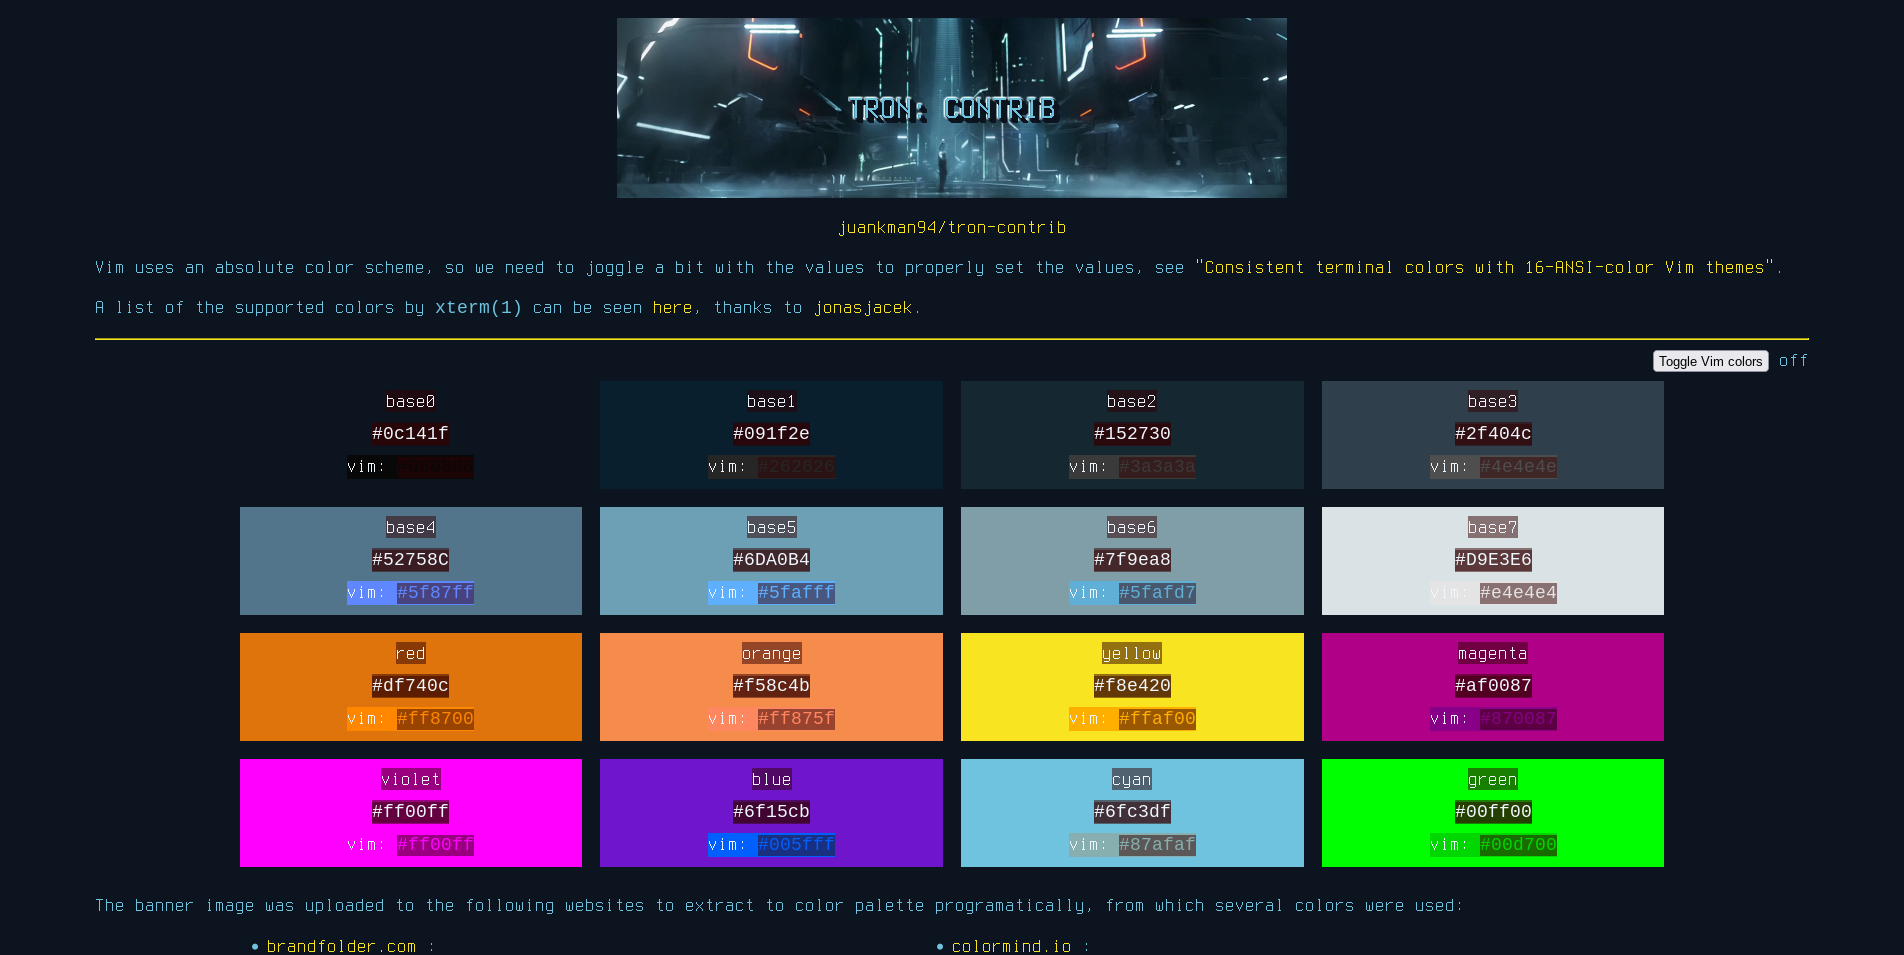 TRON: CONTRIB
juankman94/tron-contrib
Vim uses an absolute color scheme, so we need to joggle a bit with the values to properly set the values, see "Consistent terminal colors with 16-ANSI-color Vim themes".
A list of the supported colors by xterm(1) can be seen here, thanks to jonasjacek.
Toggle Vim colors off
base0 base1 base2 base3
#0c141f #091f2e #152730 #2f404c
vim: vim: #262626 vim: #3a3a3a vim: #4e4e4e
base4 base5 base6 base7
#52758C #6DA0B4 #7f9ea8 #D9E3E6
vim: #5f87ff vim: #5fafff vim: #5fafd7 vim: #e4e4e4
red orange yellow magenta
#df740c #f58c4b #f8e420 #af0087
vim: #ff8700 vim: #ff875f vim: #ffaf00 vim: #870087
violet blue cyan green
#ff00ff #6f15cb #6fc3df #00ff00
vim: #ff00ff vim: #005fff vim: #87afaf vim: #00d700
The banner image was uploaded to the following websites to extract to color palette programatically, from which several colors were used:
• brandfolder.com : • colormind.io :